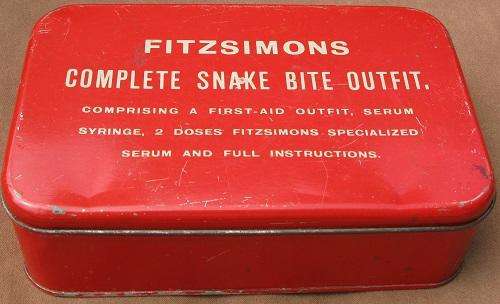 FITZSIMONS
COMPLETE SNAKE BITE OUTFIT.
COMPRISING A FIRST-AID OUTFIT, SERUM
SYRINGE, 2 DOSES FITZSIMONS SPECIALIZED
SERUM AND FULL INSTRUCTIONS.